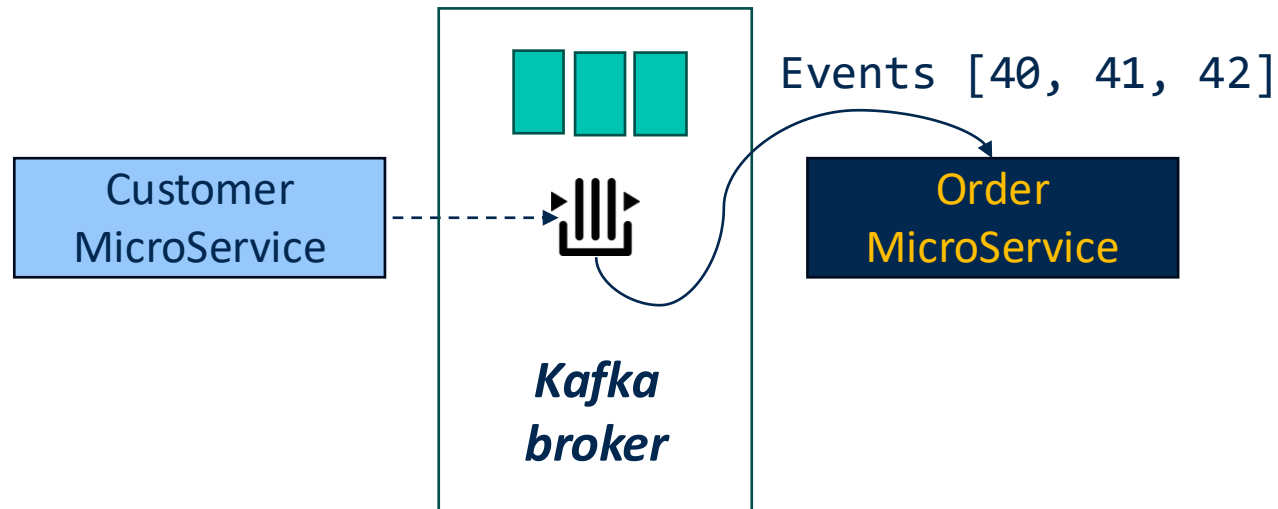 Events [40, 41, 42]
Customer
MicroService
Order
MicroService
Kafka
broker